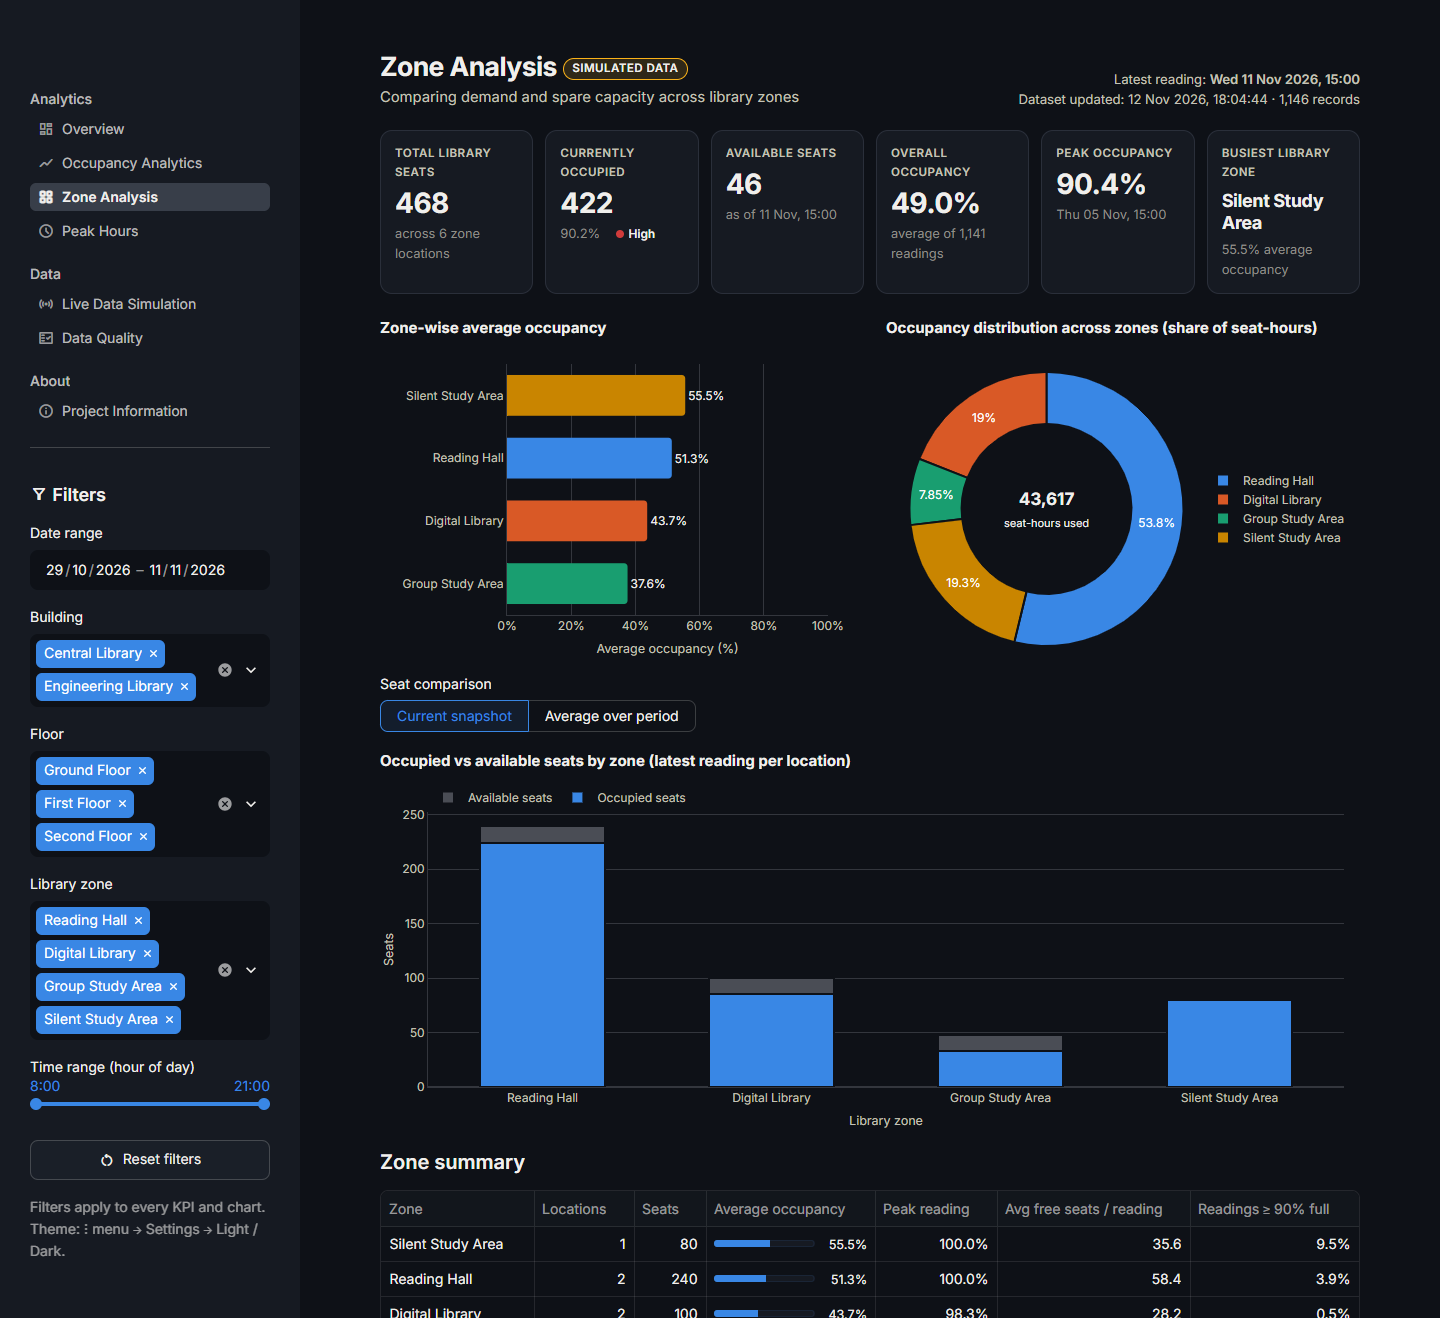 Analytics
Overview
Occupancy Analytics
Zone Analysis
Peak Hours
Data
Live Data Simulation
Data Quality
About
Project Information
Filters
Date range
29/10/2026 – 11/11/2026
Building
Central Library ×
Engineering Library ×
Floor
Ground Floor ×
First Floor ×
Second Floor ×
Library zone
Reading Hall ×
Digital Library ×
Group Study Area ×
Silent Study Area ×
Time range (hour of day)
8:00 21:00
Reset filters
Filters apply to every KPI and chart.
Theme: ⋮ menu → Settings → Light /
Dark.
Zone Analysis SIMULATED DATA
Comparing demand and spare capacity across library zones
Latest reading: Wed 11 Nov 2026, 15:00
Dataset updated: 12 Nov 2026, 18:04:44 · 1,146 records
TOTAL LIBRARY
SEATS
468
across 6 zone
locations
CURRENTLY
OCCUPIED
422
90.2% High
AVAILABLE SEATS
46
as of 11 Nov, 15:00
OVERALL
OCCUPANCY
49.0%
average of 1,141
readings
PEAK OCCUPANCY
90.4%
Thu 05 Nov, 15:00
BUSIEST LIBRARY
ZONE
Silent Study
Area
55.5% average
occupancy
Zone-wise average occupancy
Silent Study Area 55.5%
Reading Hall 51.3%
Digital Library 43.7%
Group Study Area 37.6%
0% 20% 40% 60% 80% 100%
Average occupancy (%)
Occupancy distribution across zones (share of seat-hours)
19%
7.85%
19.3%
53.8%
43,617
seat-hours used
Reading Hall
Digital Library
Group Study Area
Silent Study Area
Seat comparison
Current snapshot Average over period
Occupied vs available seats by zone (latest reading per location)
Available seats Occupied seats
250
200
150
100
50
0
Seats
Reading Hall Digital Library Group Study Area Silent Study Area
Library zone
Zone summary
Zone Locations Seats Average occupancy Peak reading Avg free seats / reading Readings ≥ 90% full
Silent Study Area 1 80 55.5% 100.0% 35.6 9.5%
Reading Hall 2 240 51.3% 100.0% 58.4 3.9%
Digital Library 2 100 43.7% 98.3% 28.2 0.5%